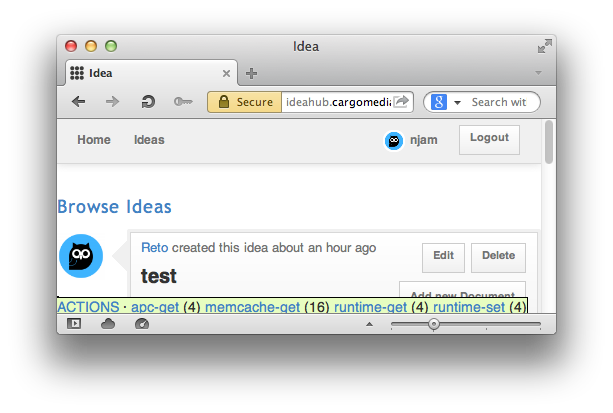 Idea
Idea
Secure ideahub.cargomedia Search wit
Home Ideas njam Logout
Browse Ideas
Reto created this idea about an hour ago
Edit Delete
test
Add new Document
ACTIONS · apc-get (4) memcache-get (16) runtime-get (4) runtime-set (4)